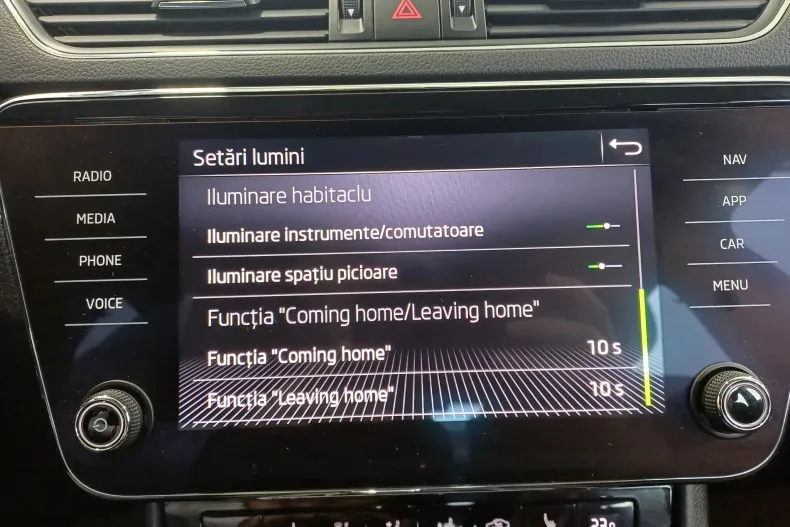 Setări lumini
RADIO
MEDIA
PHONE
VOICE
Iluminare habitaclu
Iluminare instrumente/comutatoare
Iluminare spațiu picioare
Funcția "Coming home/Leaving home"
Funcția "Coming home" 10 s
Funcția "Leaving home" 10 s
NAV
APP
CAR
MENU